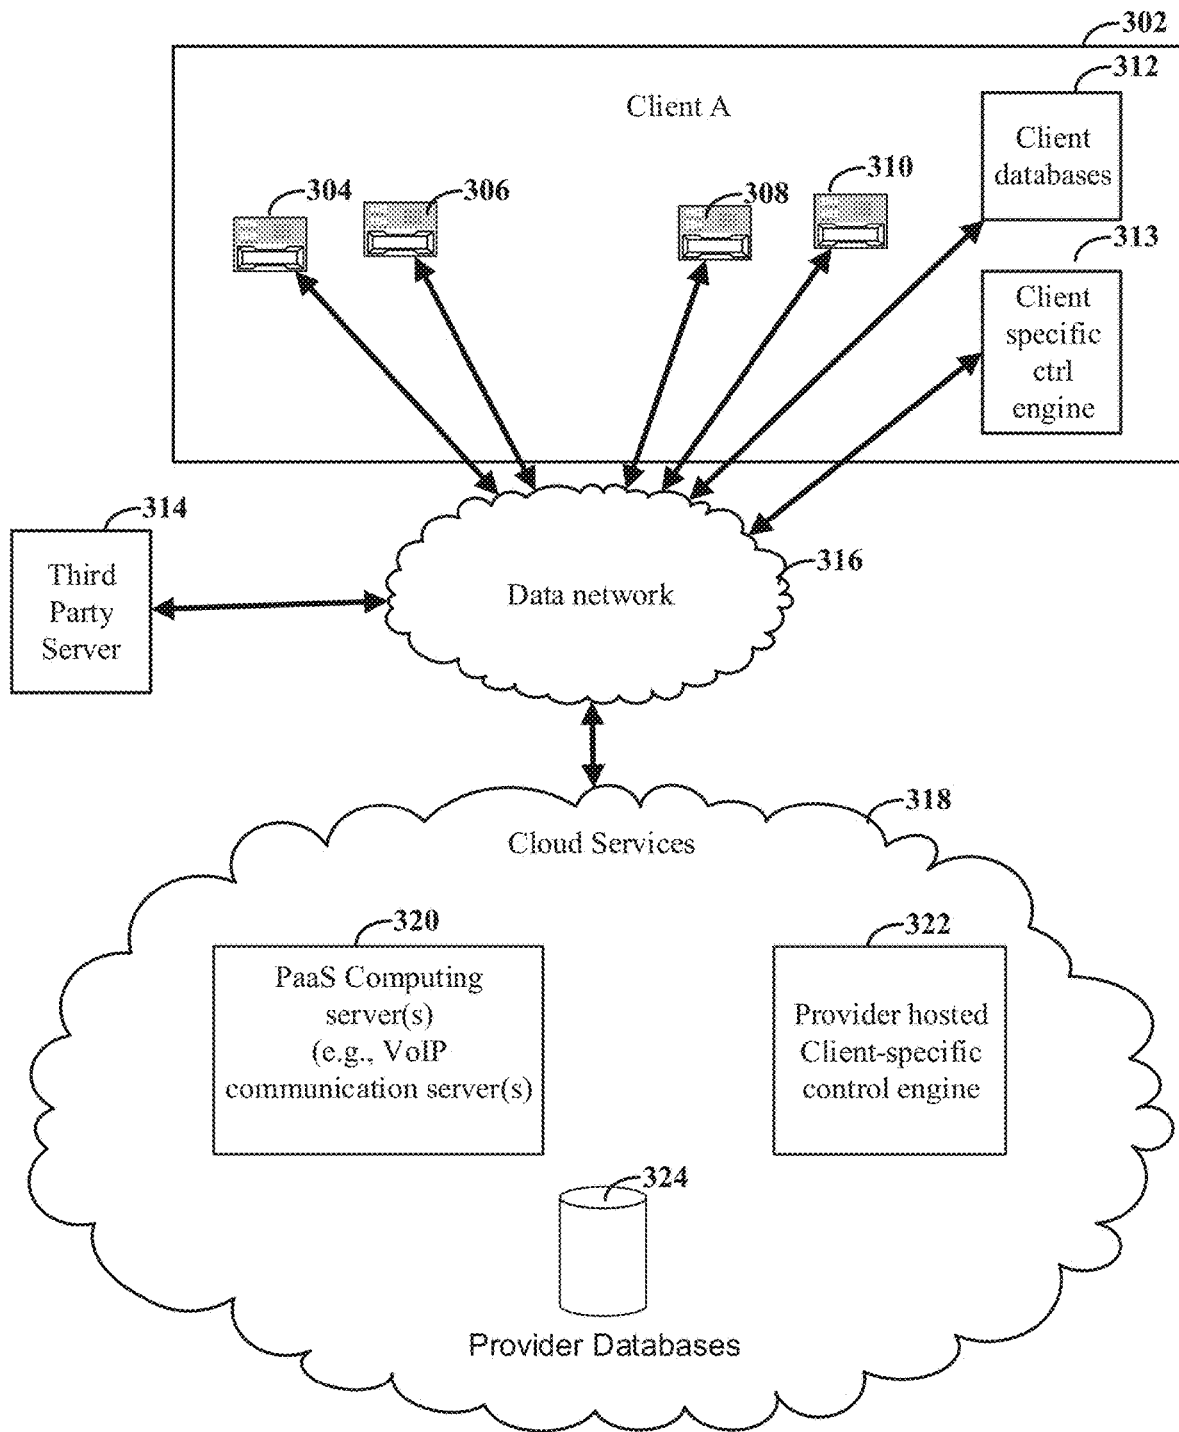 302
312
Client A
Client
databases
304
306
308
310
313
Client
specific
ctrl
engine
314
Third
Party
Server
316
Data network
318
Cloud Services
320
PaaS Computing
server(s)
(e.g., VoIP
communication server(s)
322
Provider hosted
Client-specific
control engine
324
Provider Databases